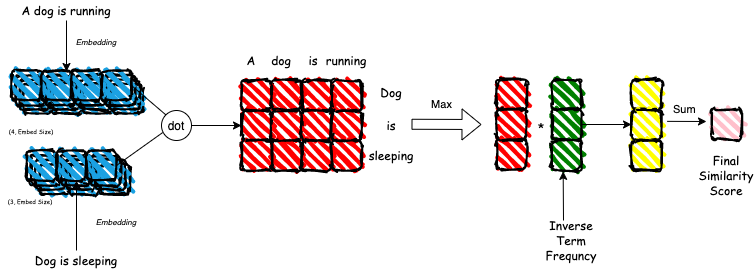 A dog is running
Embedding
(4, Embed Size)
dot
(3, Embed Size)
Embedding
Dog is sleeping
A dog is running
Dog
is
sleeping
Max
*
Inverse
Term
Frequncy
Sum
Final
Similarity
Score